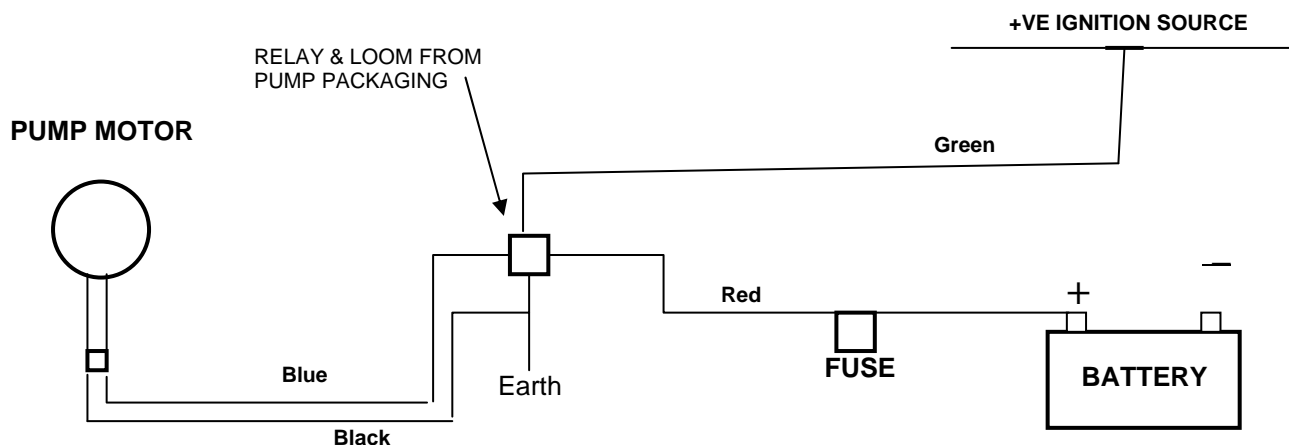 +VE IGNITION SOURCE
RELAY & LOOM FROM
PUMP PACKAGING
PUMP MOTOR
Green
Red
+
–
Blue
Earth
FUSE
BATTERY
Black